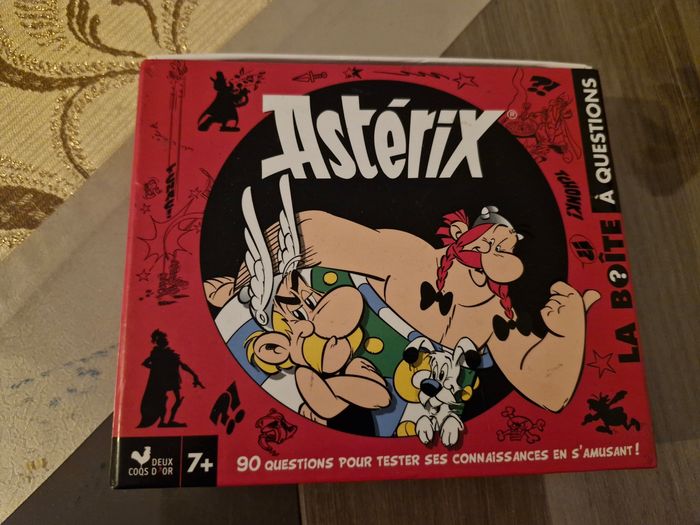 Astérix®
LA BOÎTE
À QUESTIONS
DEUX
COQS D'OR
7+
90 QUESTIONS POUR TESTER SES CONNAISSANCES EN S'AMUSANT !